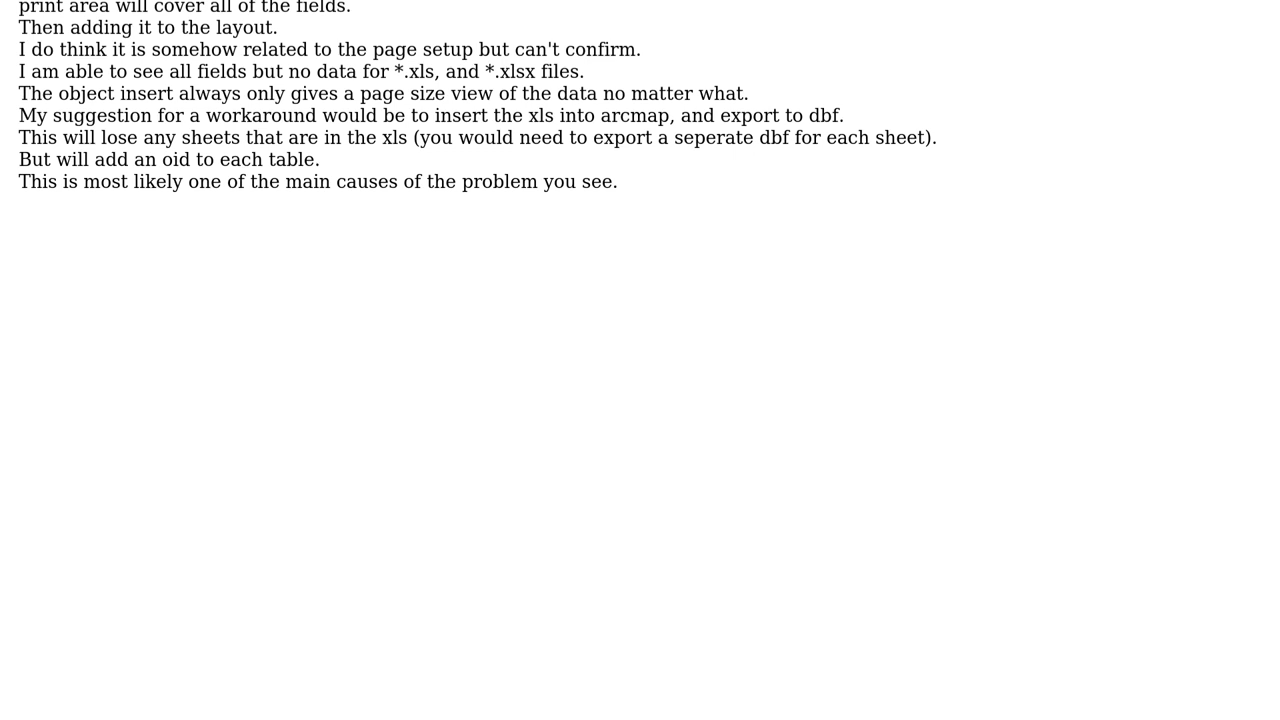 print area will cover all of the fields.
Then adding it to the layout.
I do think it is somehow related to the page setup but can't confirm.
I am able to see all fields but no data for *.xls, and *.xlsx files.
The object insert always only gives a page size view of the data no matter what.
My suggestion for a workaround would be to insert the xls into arcmap, and export to dbf.
This will lose any sheets that are in the xls (you would need to export a seperate dbf for each sheet).
But will add an oid to each table.
This is most likely one of the main causes of the problem you see.